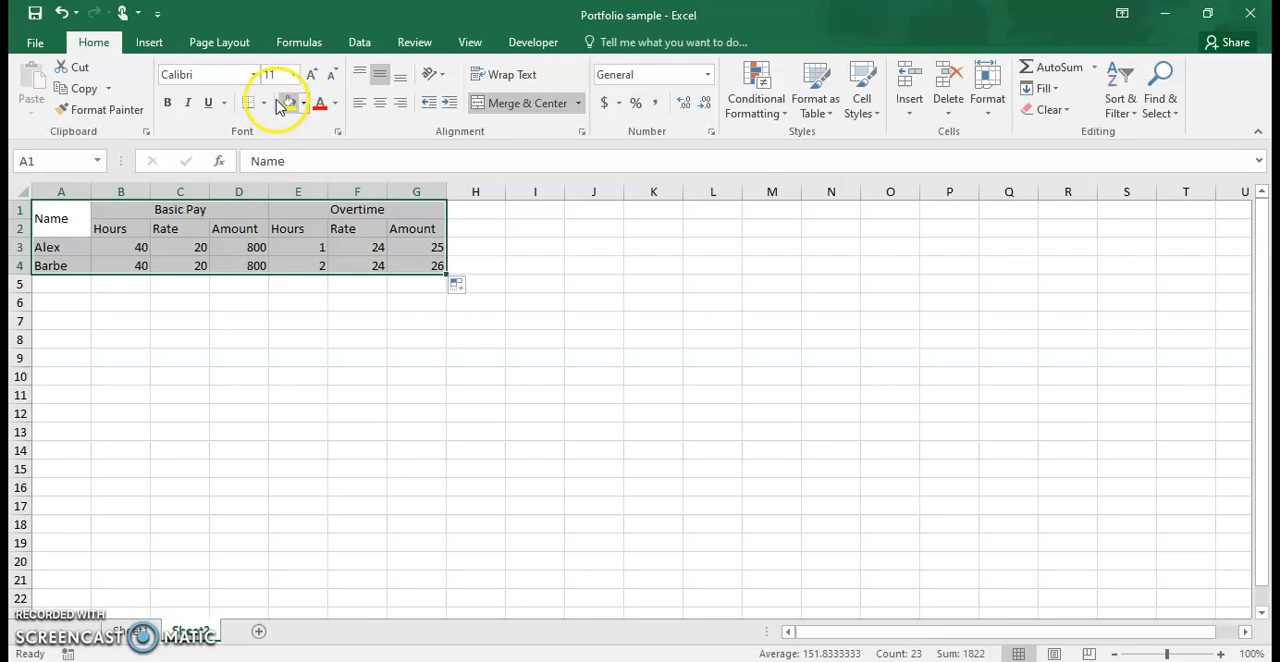 Portfolio sample - Excel
File Home Insert Page Layout Formulas Data Review View Developer Tell me what you want to do... Share
Paste Cut Copy Format Painter Clipboard
Calibri 11 B I U A Font
Wrap Text Merge & Center Alignment
General $ % , Number
Conditional Formatting Format as Table Cell Styles Styles
Insert Delete Format Cells
AutoSum Fill Clear Sort & Filter Find & Select Editing
A1 fx Name
A B C D E F G H I J K L M N O P Q R S T U
1 Name Basic Pay Overtime
2 Hours Rate Amount Hours Rate Amount
3 Alex 40 20 800 1 24 25
4 Barbe 40 20 800 2 24 26
5
6
7
8
9
10
11
12
13
14
15
16
17
18
19
20
21
22
RECORDED WITH
SCREENCAST MATIC
Ready Average: 151.8333333 Count: 23 Sum: 1822 100%